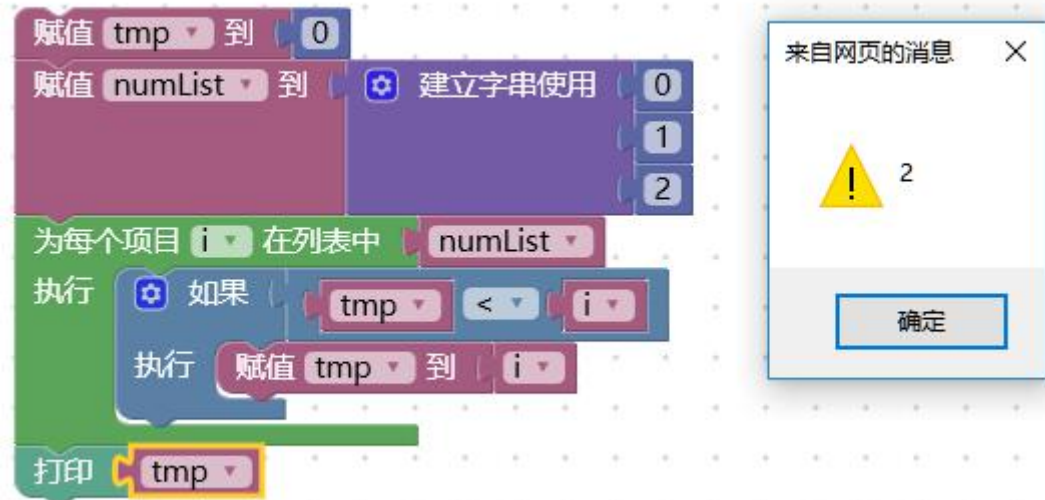 赋值 tmp 到 0
赋值 numList 到 建立字串使用 0
1
2
为每个项目 i 在列表中 numList
执行 如果 tmp < i
执行 赋值 tmp 到 i
打印 tmp
来自网页的消息
2
确定